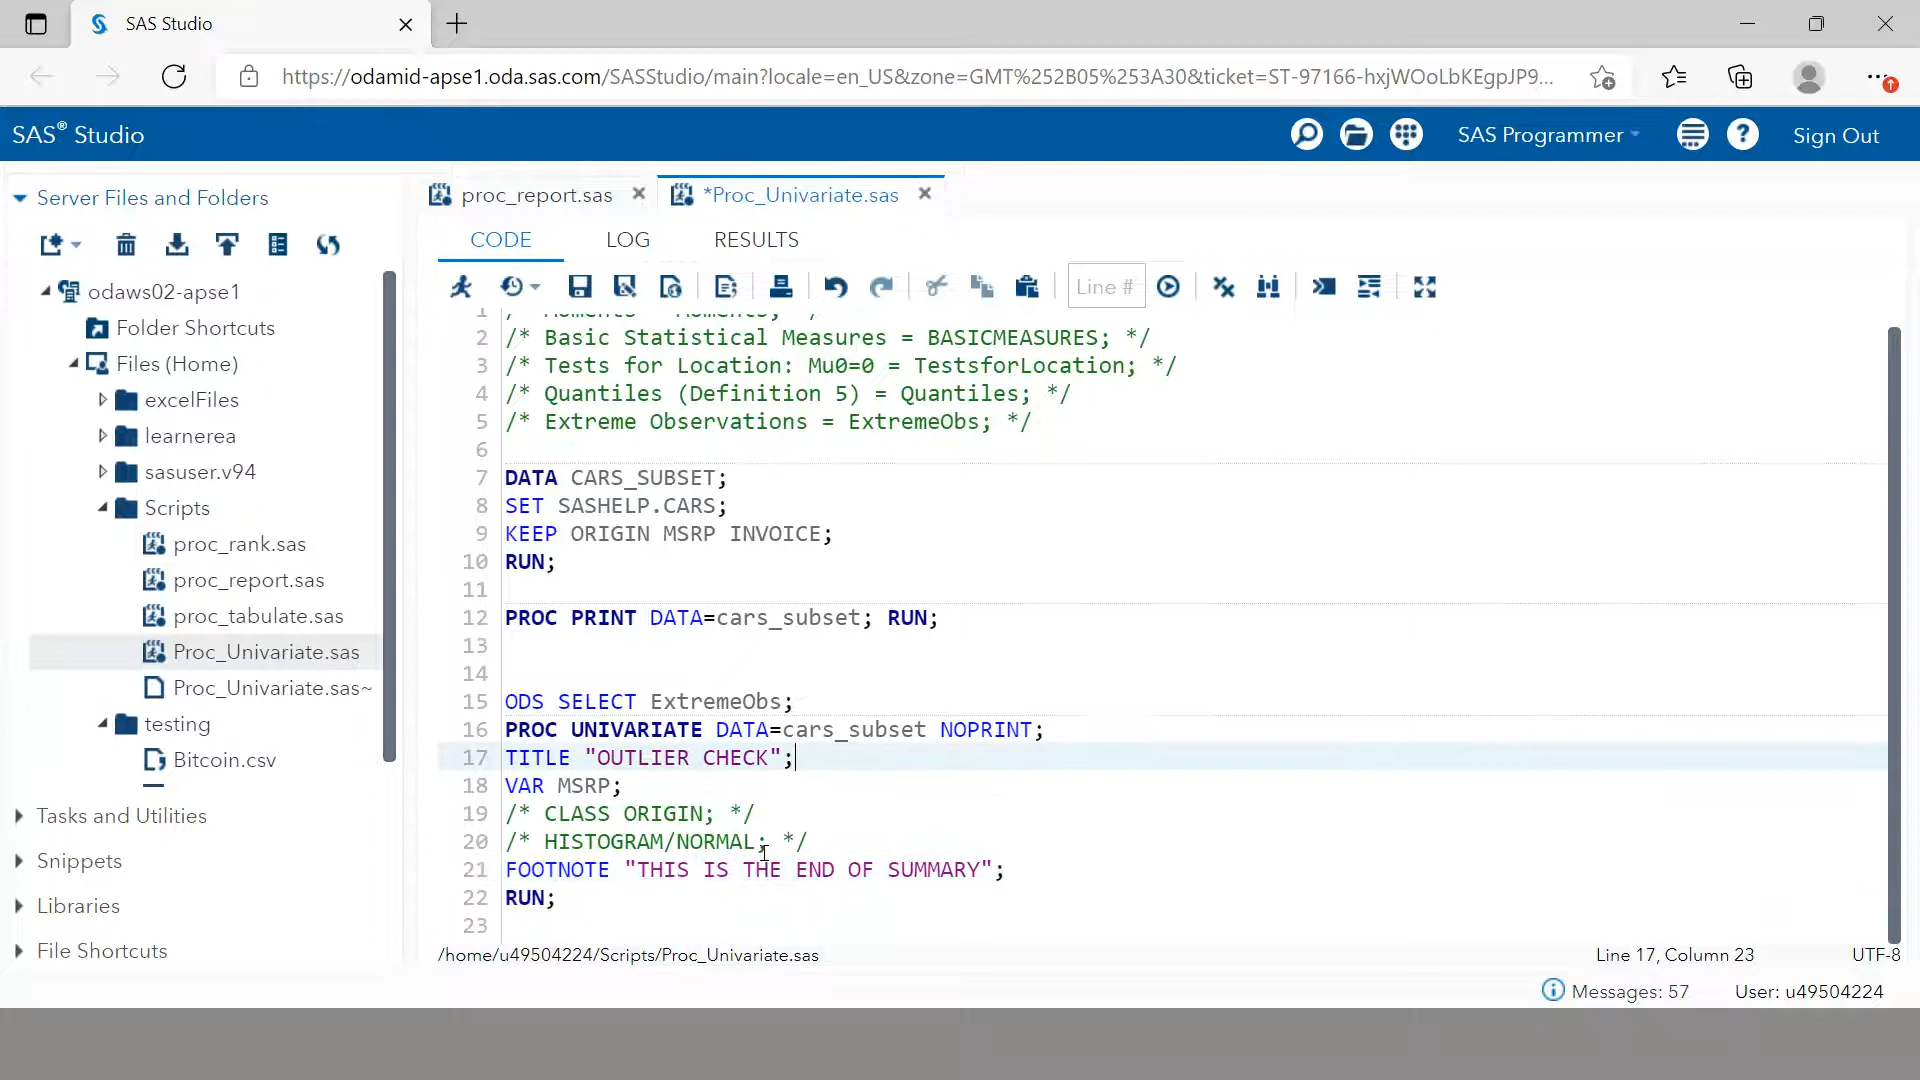 SAS Studio
https://odamid-apse1.oda.sas.com/SASStudio/main?locale=en_US&zone=GMT%252B05%253A30&ticket=ST-97166-hxjWOoLbKEgpJP9...
SAS® Studio
SAS Programmer
Sign Out
Server Files and Folders
odaws02-apse1
Folder Shortcuts
Files (Home)
excelFiles
learnerea
sasuser.v94
Scripts
proc_rank.sas
proc_report.sas
proc_tabulate.sas
Proc_Univariate.sas
Proc_Univariate.sas~
testing
Bitcoin.csv
Tasks and Utilities
Snippets
Libraries
File Shortcuts
proc_report.sas
*Proc_Univariate.sas
CODE LOG RESULTS
Line #
1 /* Moments = Moments; */
2 /* Basic Statistical Measures = BASICMEASURES; */
3 /* Tests for Location: Mu0=0 = TestsforLocation; */
4 /* Quantiles (Definition 5) = Quantiles; */
5 /* Extreme Observations = ExtremeObs; */
6
7 DATA CARS_SUBSET;
8 SET SASHELP.CARS;
9 KEEP ORIGIN MSRP INVOICE;
10 RUN;
11
12 PROC PRINT DATA=cars_subset; RUN;
13
14
15 ODS SELECT ExtremeObs;
16 PROC UNIVARIATE DATA=cars_subset NOPRINT;
17 TITLE "OUTLIER CHECK";
18 VAR MSRP;
19 /* CLASS ORIGIN; */
20 /* HISTOGRAM/NORMAL; */
21 FOOTNOTE "THIS IS THE END OF SUMMARY";
22 RUN;
23
/home/u49504224/Scripts/Proc_Univariate.sas
Line 17, Column 23
UTF-8
Messages: 57
User: u49504224